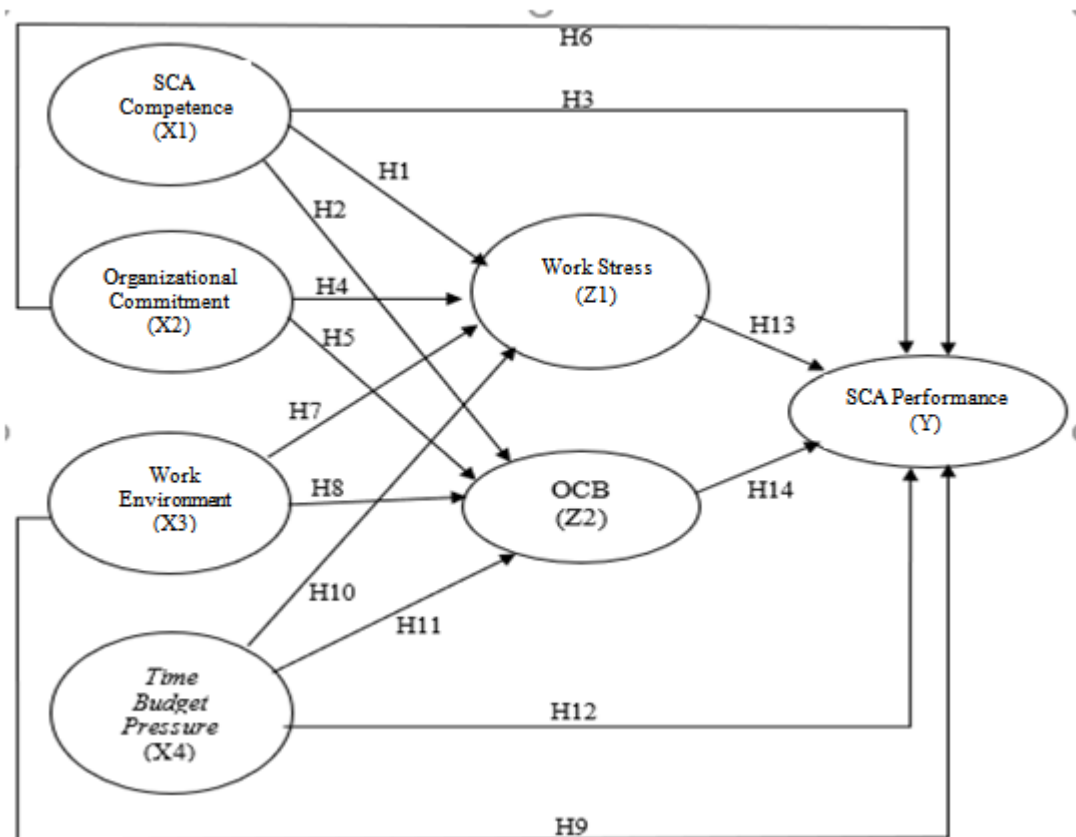 H6
SCA
Competence
(X1)
H3
H1
H2
Organizational
Commitment
(X2)
H4
H5
Work Stress
(Z1)
H13
SCA Performance
(Y)
H7
Work
Environment
(X3)
H8
OCB
(Z2)
H14
H10
H11
Time
Budget
Pressure
(X4)
H12
H9